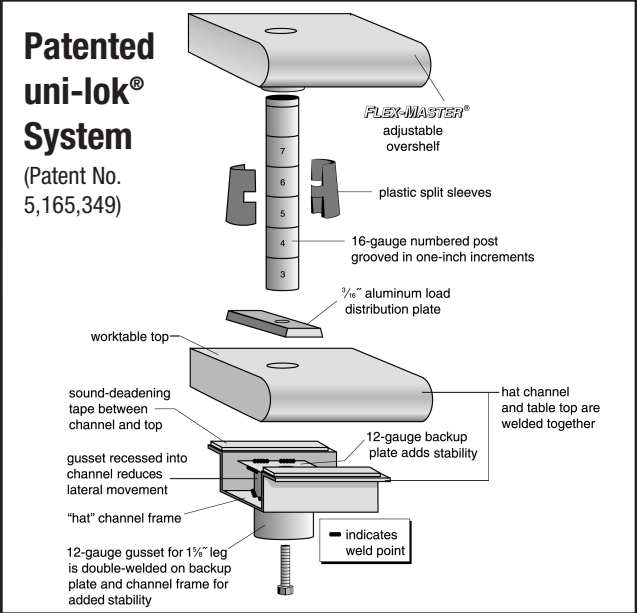 Patented
uni-lok®
System
(Patent No.
5,165,349)
FLEX-MASTER®
adjustable
overshelf
7
6
5
4
3
plastic split sleeves
16-gauge numbered post
grooved in one-inch increments
3⁄16˝ aluminum load
distribution plate
worktable top
sound-deadening
tape between
channel and top
hat channel
and table top are
welded together
12-gauge backup
plate adds stability
gusset recessed into
channel reduces
lateral movement
“hat” channel frame
indicates
weld point
12-gauge gusset for 15⁄8˝ leg
is double-welded on backup
plate and channel frame for
added stability